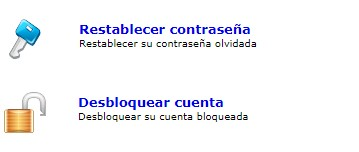 Restablecer contraseña
Restablecer su contraseña olvidada
Desbloquear cuenta
Desbloquear su cuenta bloqueada